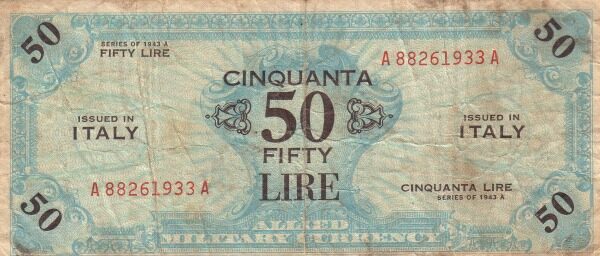 50
SERIES OF 1943 A
FIFTY LIRE
A 88261933 A
50
CINQUANTA
ISSUED IN
ITALY
50
ISSUED IN
ITALY
FIFTY
A 88261933 A
LIRE
CINQUANTA LIRE
SERIES OF 1943 A
50
ALLIED
MILITARY CURRENCY
50